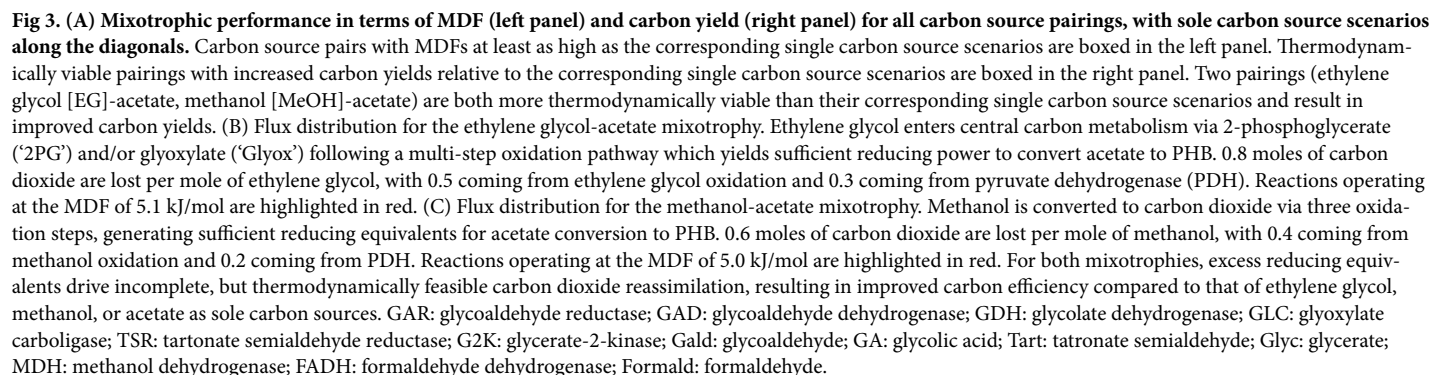 Fig 3. (A) Mixotrophic performance in terms of MDF (left panel) and carbon yield (right panel) for all carbon source pairings, with sole carbon source scenarios
along the diagonals. Carbon source pairs with MDFs at least as high as the corresponding single carbon source scenarios are boxed in the left panel. Thermodynam-
ically viable pairings with increased carbon yields relative to the corresponding single carbon source scenarios are boxed in the right panel. Two pairings (ethylene
glycol [EG]-acetate, methanol [MeOH]-acetate) are both more thermodynamically viable than their corresponding single carbon source scenarios and result in
improved carbon yields. (B) Flux distribution for the ethylene glycol-acetate mixotrophy. Ethylene glycol enters central carbon metabolism via 2-phosphoglycerate
(‘2PG’) and/or glyoxylate (‘Glyox’) following a multi-step oxidation pathway which yields sufficient reducing power to convert acetate to PHB. 0.8 moles of carbon
dioxide are lost per mole of ethylene glycol, with 0.5 coming from ethylene glycol oxidation and 0.3 coming from pyruvate dehydrogenase (PDH). Reactions operating
at the MDF of 5.1 kJ/mol are highlighted in red. (C) Flux distribution for the methanol-acetate mixotrophy. Methanol is converted to carbon dioxide via three oxida-
tion steps, generating sufficient reducing equivalents for acetate conversion to PHB. 0.6 moles of carbon dioxide are lost per mole of methanol, with 0.4 coming from
methanol oxidation and 0.2 coming from PDH. Reactions operating at the MDF of 5.0 kJ/mol are highlighted in red. For both mixotrophies, excess reducing equiv-
alents drive incomplete, but thermodynamically feasible carbon dioxide reassimilation, resulting in improved carbon efficiency compared to that of ethylene glycol,
methanol, or acetate as sole carbon sources. GAR: glycoaldehyde reductase; GAD: glycoaldehyde dehydrogenase; GDH: glycolate dehydrogenase; GLC: glyoxylate
carboligase; TSR: tartonate semialdehyde reductase; G2K: glycerate-2-kinase; Gald: glycoaldehyde; GA: glycolic acid; Tart: tatronate semialdehyde; Glyc: glycerate;
MDH: methanol dehydrogenase; FADH: formaldehyde dehydrogenase; Formald: formaldehyde.